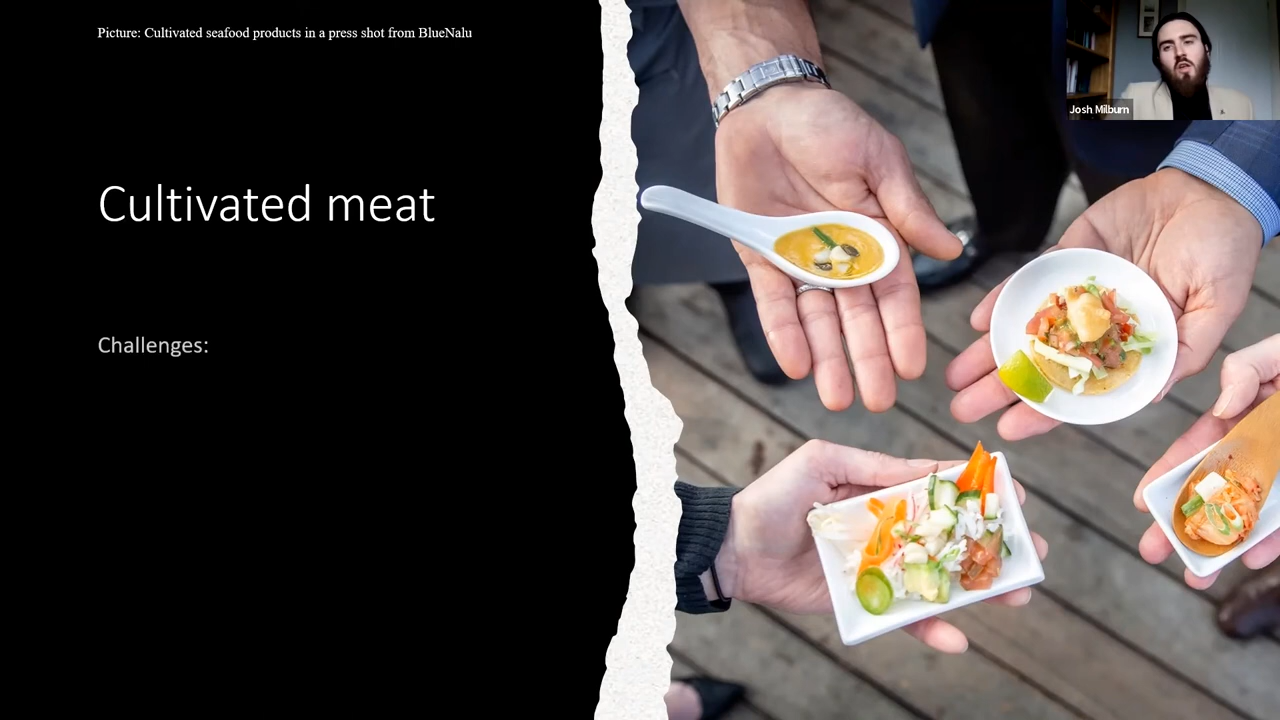 Picture: Cultivated seafood products in a press shot from BlueNalu
Josh Milburn
Cultivated meat
Challenges: